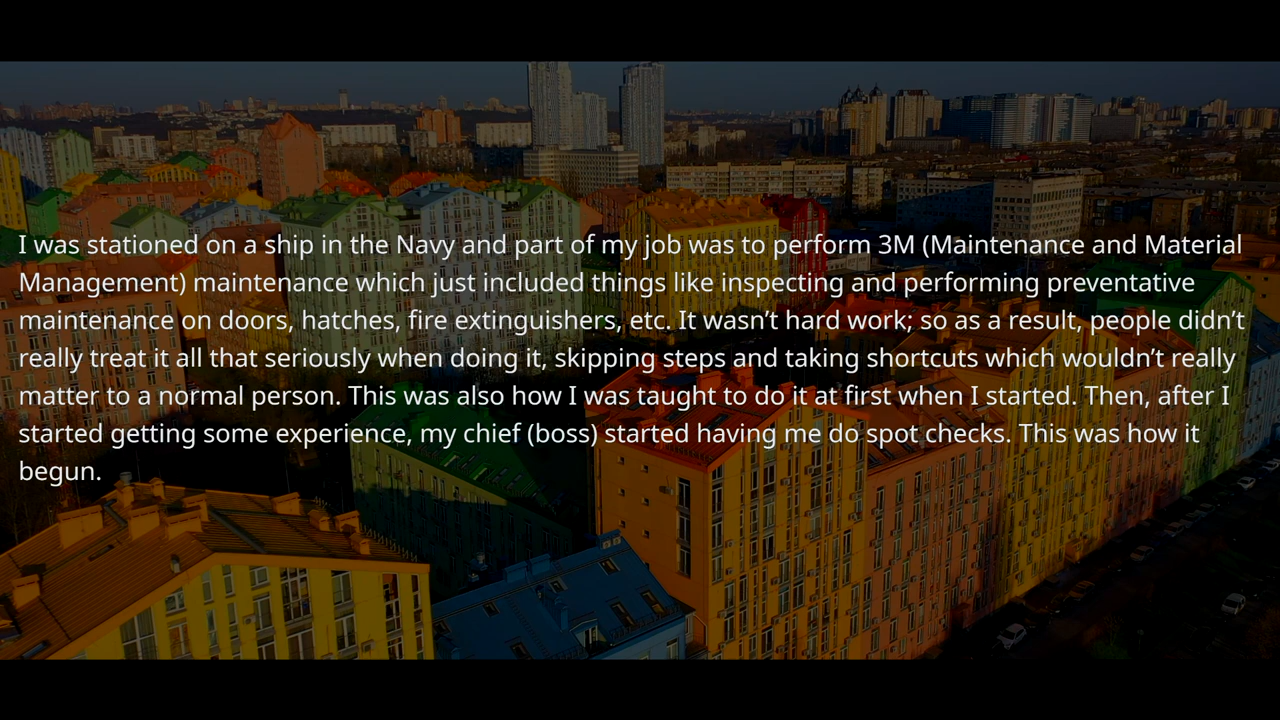 I was stationed on a ship in the Navy and part of my job was to perform 3M (Maintenance and Material
Management) maintenance which just included things like inspecting and performing preventative
maintenance on doors, hatches, fire extinguishers, etc. It wasn’t hard work; so as a result, people didn’t
really treat it all that seriously when doing it, skipping steps and taking shortcuts which wouldn’t really
matter to a normal person. This was also how I was taught to do it at first when I started. Then, after I
started getting some experience, my chief (boss) started having me do spot checks. This was how it
begun.